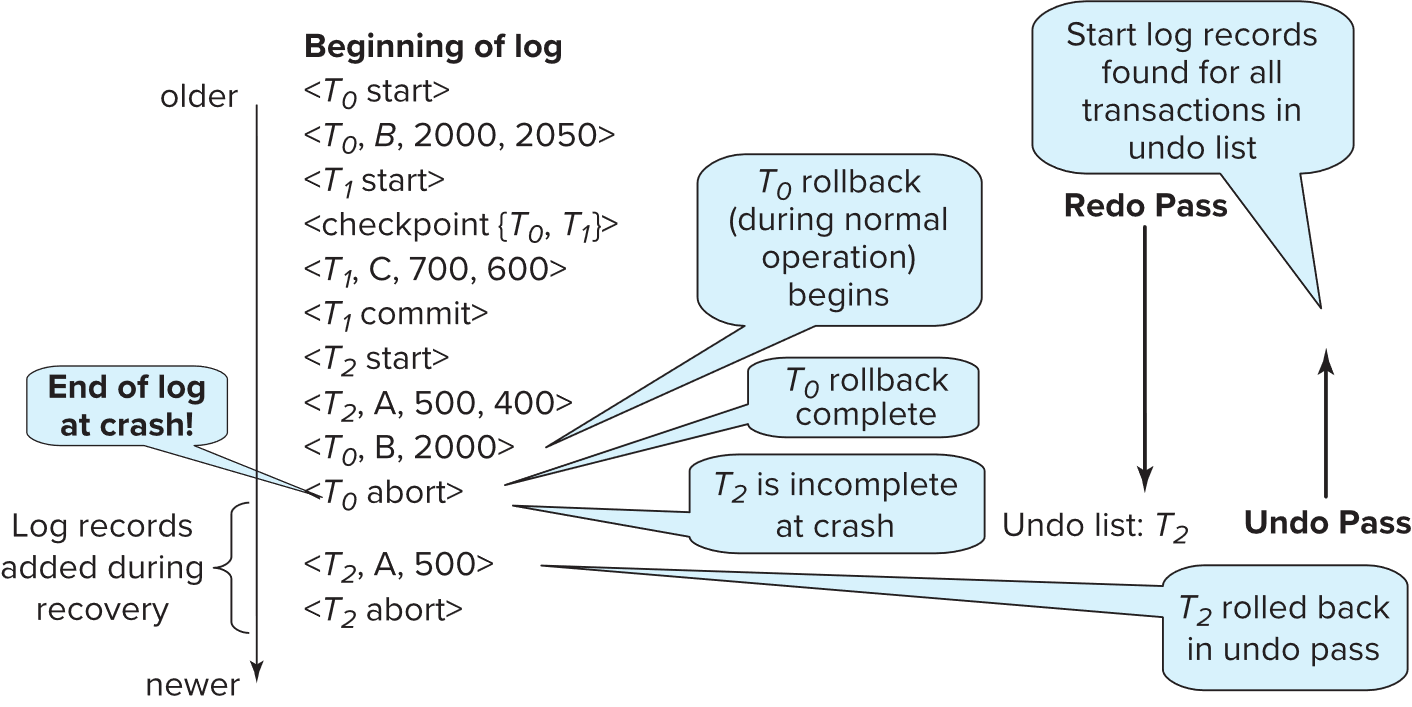 Beginning of log
older
<T0 start>
<T0, B, 2000, 2050>
<T1 start>
<checkpoint {T0, T1}>
<T1, C, 700, 600>
<T1 commit>
<T2 start>
<T2, A, 500, 400>
<T0, B, 2000>
<T0 abort>
<T2, A, 500>
<T2 abort>
newer
End of log
at crash!
Log records
added during
recovery
T0 rollback
(during normal
operation)
begins
T0 rollback
complete
T2 is incomplete
at crash
Start log records
found for all
transactions in
undo list
Redo Pass
Undo list: T2
Undo Pass
T2 rolled back
in undo pass